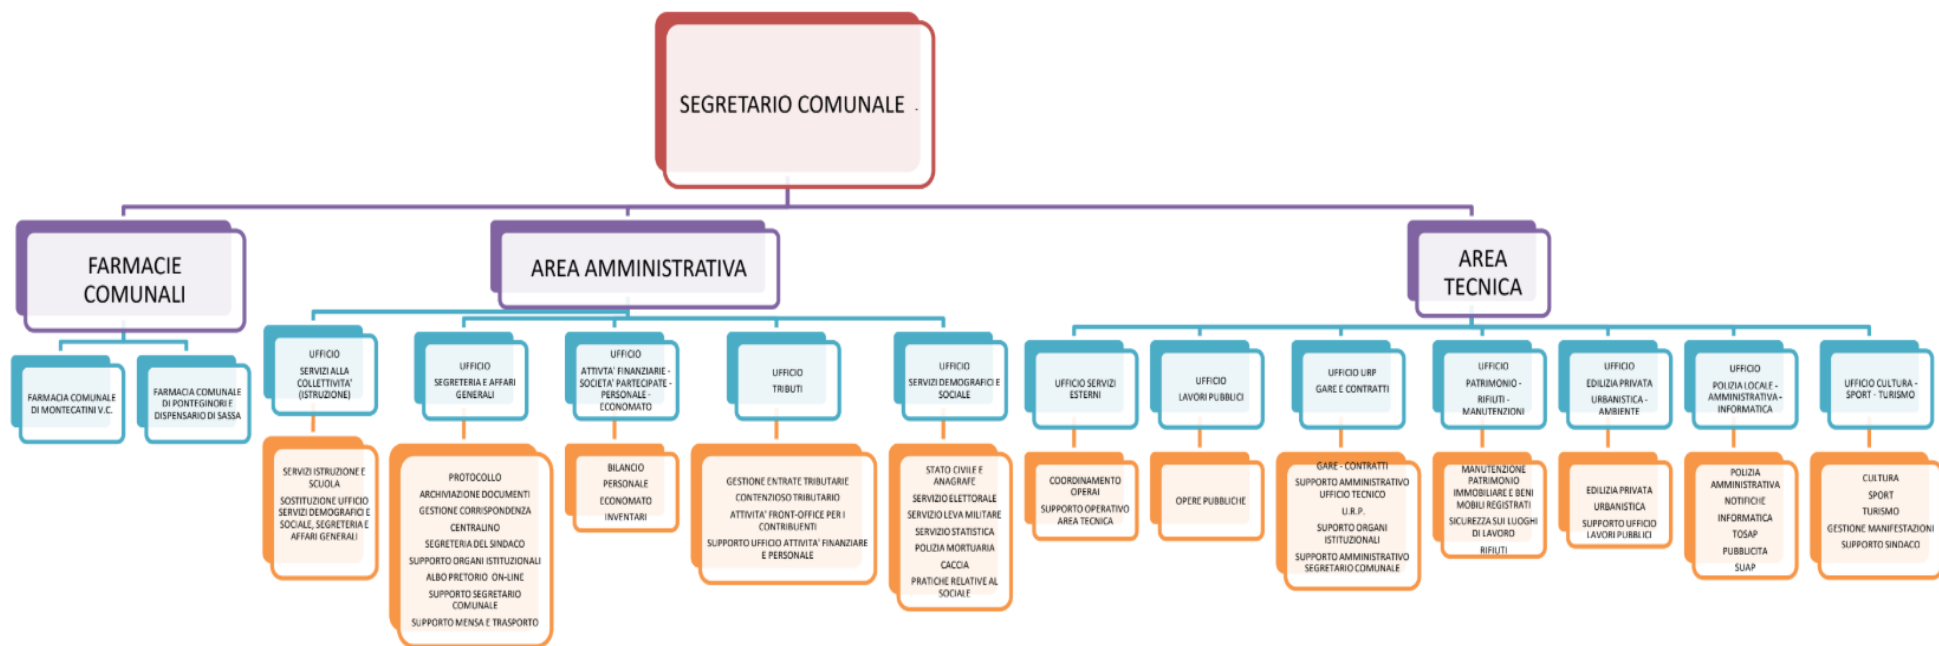 SEGRETARIO COMUNALE .
FARMACIE
COMUNALI
AREA AMMINISTRATIVA
AREA
TECNICA
FARMACIA COMUNALE
DI MONTECATINI V.C.
FARMACIA COMUNALE
DI PONTEGINORI E
DISPENSARIO DI SASSA
UFFICIO
SERVIZI ALLA
COLLETTIVITA'
(ISTRUZIONE)
UFFICIO
SEGRETERIA E AFFARI
GENERALI
UFFICIO
ATTIVTA' FINANZIARIE -
SOCIETA' PARTECIPATE -
PERSONALE -
ECONOMATO
UFFICIO
TRIBUTI
UFFICIO
SERVIZI DEMOGRAFICI E
SOCIALE
UFFICIO SERVIZI
ESTERNI
UFFICIO
LAVORI PUBBLICI
UFFICIO URP
GARE E CONTRATTI
UFFICIO
PATRIMONIO -
RIFIUTI -
MANUTENZIONI
UFFICIO
EDILIZIA PRIVATA
URBANISTICA -
AMBIENTE
UFFICIO
POLIZIA LOCALE -
AMMINISTRATIVA -
INFORMATICA
UFFICIO CULTURA -
SPORT - TURISMO
SERVIZI ISTRUZIONE E
SCUOLA
SOSTITUZIONE UFFICIO
SERVIZI DEMOGRAFICI E
SOCIALE, SEGRETERIA E
AFFARI GENERALI
PROTOCOLLO
ARCHIVIAZIONE DOCUMENTI
GESTIONE CORRISPONDENZA
CENTRALINO
SEGRETERIA DEL SINDACO
SUPPORTO ORGANI ISTITUZIONALI
ALBO PRETORIO ON-LINE
SUPPORTO SEGRETARIO
COMUNALE
SUPPORTO MENSA E TRASPORTO
BILANCIO
PERSONALE
ECONOMATO
INVENTARI
GESTIONE ENTRATE TRIBUTARIE
CONTENZIOSO TRIBUTARIO
ATTIVITA' FRONT-OFFICE PER I
CONTRIBUENTI
SUPPORTO UFFICIO ATTIVITA' FINANZIARE
E PERSONALE
STATO CIVILE E
ANAGRAFE
SERVIZIO ELETTORALE
SERVIZIO LEVA MILITARE
SERVIZIO STATISTICA
POLIZIA MORTUARIA
CACCIA
PRATICHE RELATIVE AL
SOCIALE
COORDINAMENTO
OPERAI
SUPPORTO OPERATIVO
AREA TECNICA
OPERE PUBBLICHE
GARE - CONTRATTI
SUPPORTO AMMINISTRATIVO
UFFICIO TECNICO
U.R.P.
SUPORTO ORGANI
ISTITUZIONALI
SUPPORTO AMMINISTRATIVO
SEGRETARIO COMUNALE
MANUTENZIONE
PATRIMONIO
IMMOBILIARE E BENI
MOBILI REGISTRATI
SICUREZZA SUI LUOGHI
DI LAVORO
RIFIUTI
EDILIZIA PRIVATA
URBANISTICA
SUPPORTO UFFICIO
LAVORI PUBBLICI
POLIZIA
AMMINISTRATIVA
NOTIFICHE
INFORMATICA
TOSAP
PUBBLICITA
SUAP
CULTURA
SPORT
TURISMO
GESTIONE MANIFESTAZIONI
SUPPORTO SINDACO